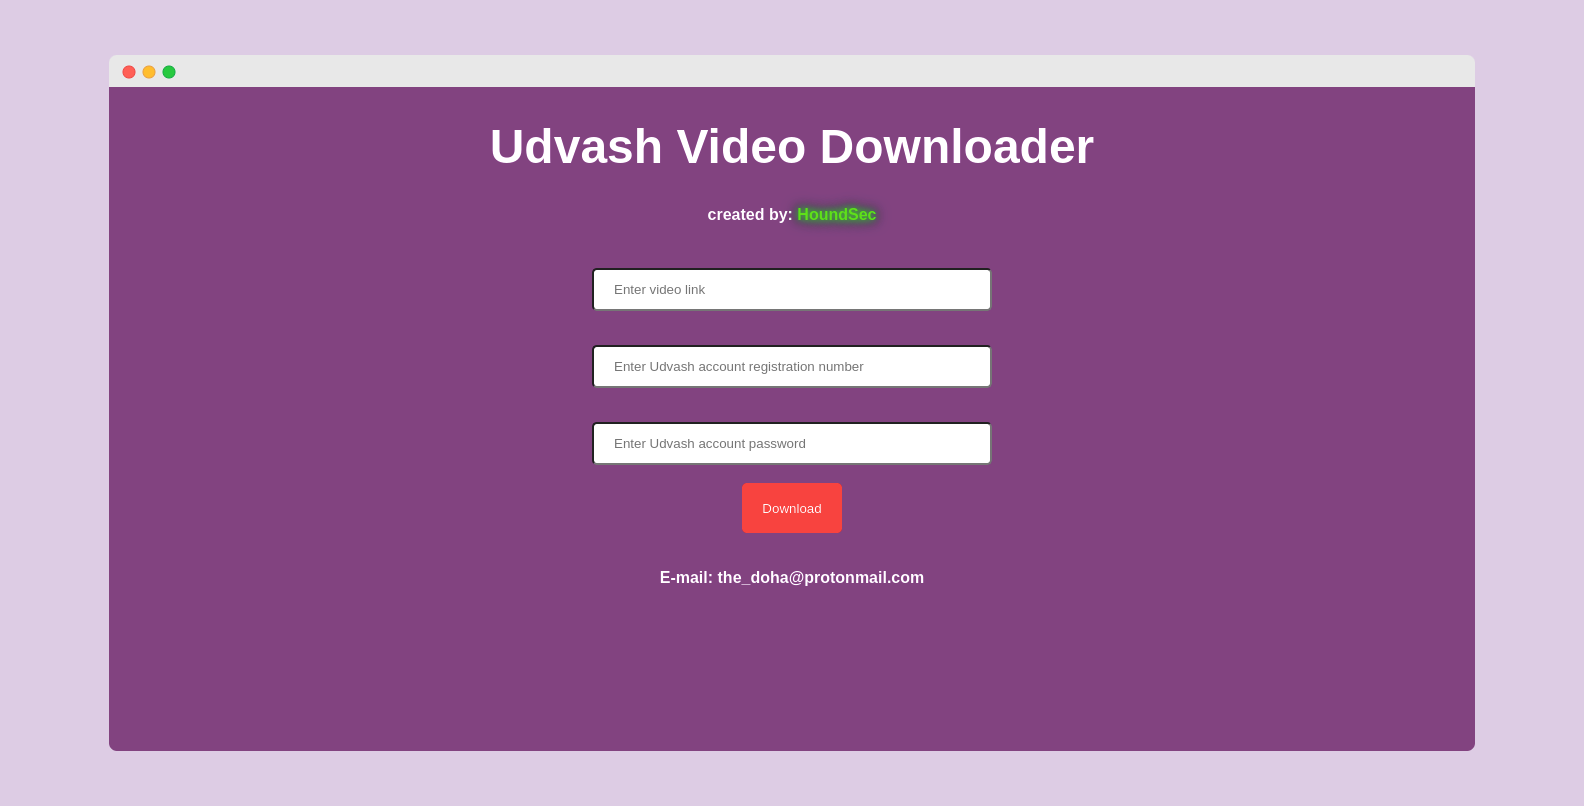 Udvash Video Downloader
created by: HoundSec
Enter video link
Enter Udvash account registration number
Enter Udvash account password
Download
E-mail: the_doha@protonmail.com